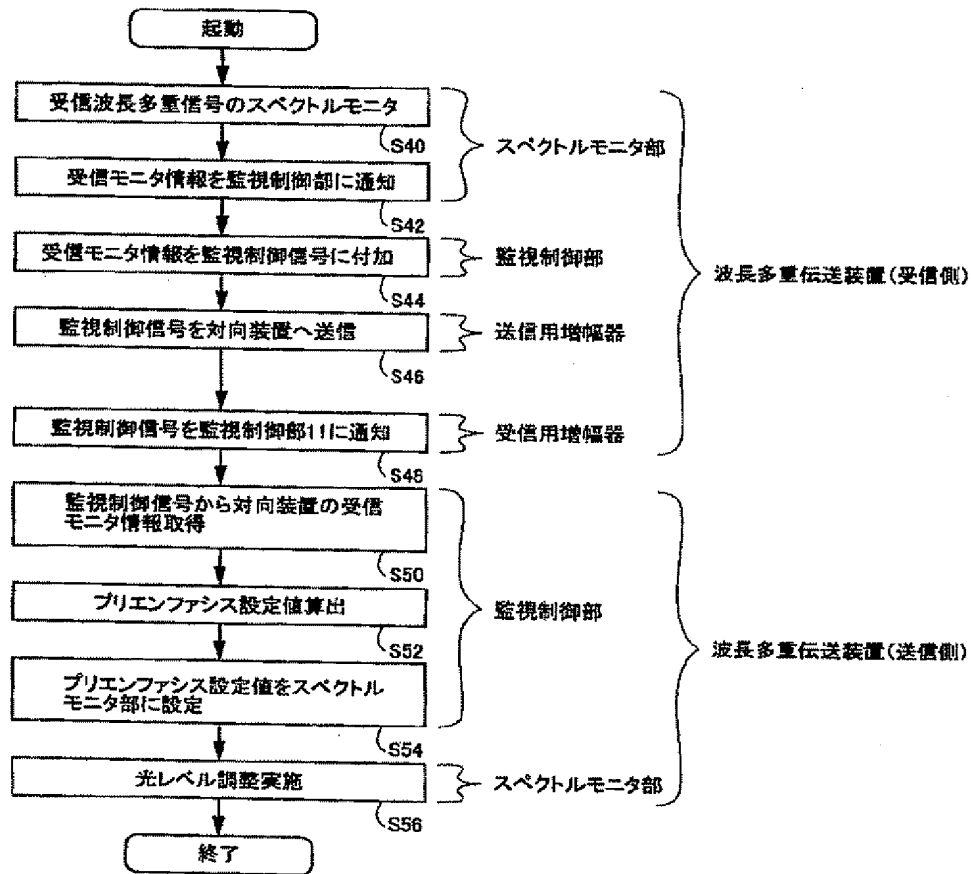 起動
受信波長多重信号のスペクトルモニタ
S40
スペクトルモニタ部
受信モニタ情報を監視制御部に通知
S42
受信モニタ情報を監視制御信号に付加
監視制御部
S44
波長多重伝送装置(受信側)
監視制御信号を対向装置へ送信
送信用増幅器
S46
監視制御信号を監視制御部11に通知
受信用増幅器
S48
監視制御信号から対向装置の受信
モニタ情報取得
S50
プリエンファシス設定値算出
監視制御部
S52
波長多重伝送装置(送信側)
プリエンファシス設定値をスペクトル
モニタ部に設定
S54
光レベル調整実施
スペクトルモニタ部
S56
終了